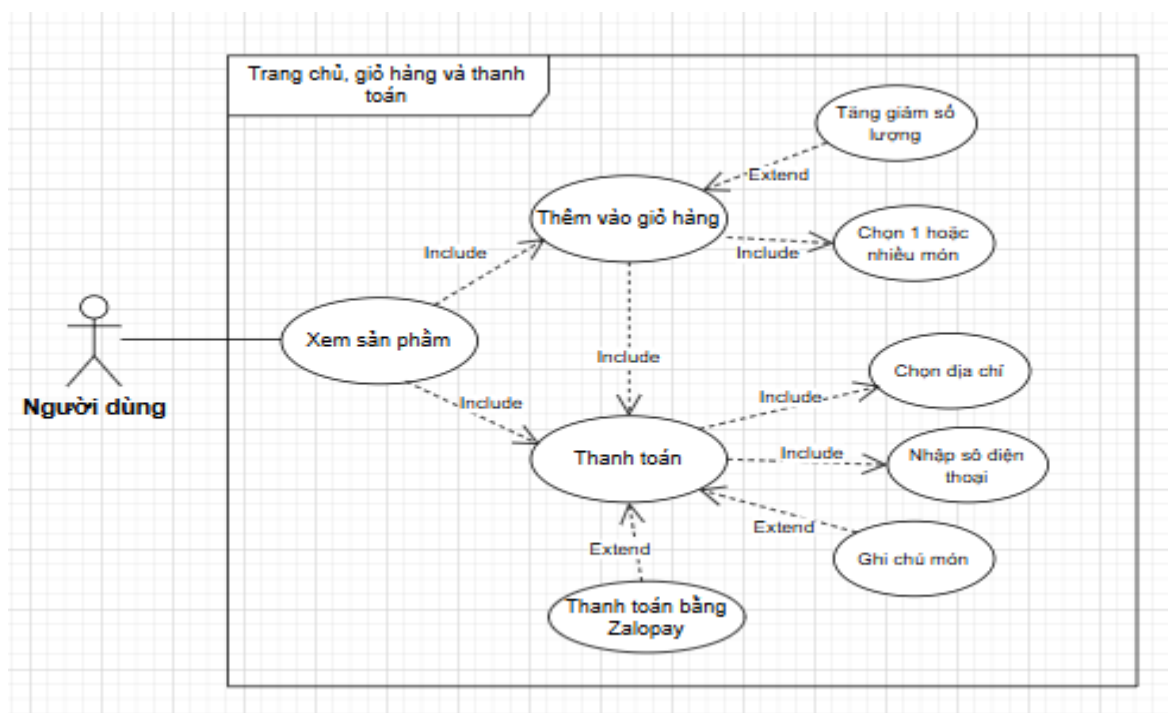 Trang chủ, giỏ hàng và thanh
toán
Tăng giảm số
lượng
Extend
Thêm vào giỏ hàng
Chọn 1 hoặc
nhiều món
Include
Include
Xem sản phẩm
Include
Chọn địa chỉ
Người dùng
Include
Include
Thanh toán
Include
Nhập số điện
thoại
Extend
Extend
Ghi chú món
Thanh toán bằng
Zalopay